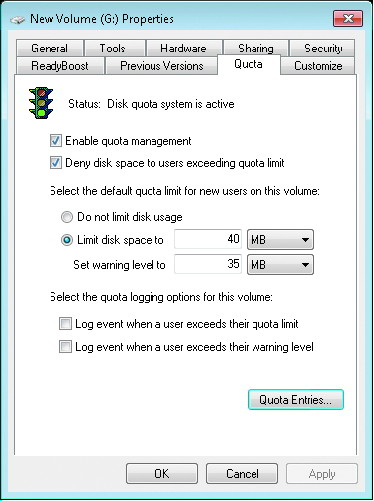 New Volume (G:) Properties
General Tools Hardware Sharing Security
ReadyBoost Previous Versions Quota Customize
Status: Disk quota system is active
Enable quota management
Deny disk space to users exceeding quota limit
Select the default quota limit for new users on this volume:
Do not limit disk usage
Limit disk space to 40 MB
Set warning level to 35 MB
Select the quota logging options for this volume:
Log event when a user exceeds their quota limit
Log event when a user exceeds their warning level
Quota Entries...
OK Cancel Apply